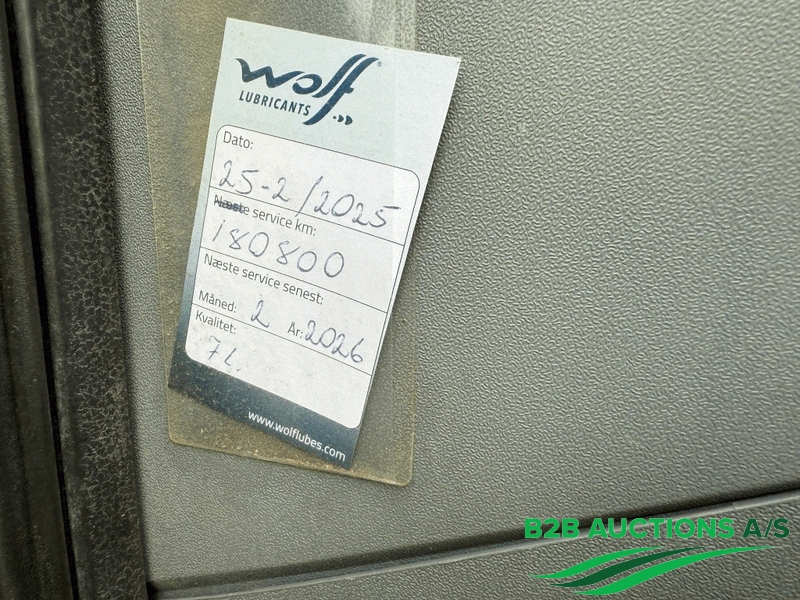 wolf®
LUBRICANTS
Dato:
25-2/2025
Næste service km:
180800
Næste service senest:
Måned: 2 År: 2026
Kvalitet:
7L.
www.wolflubes.com
B2B AUCTIONS A/S